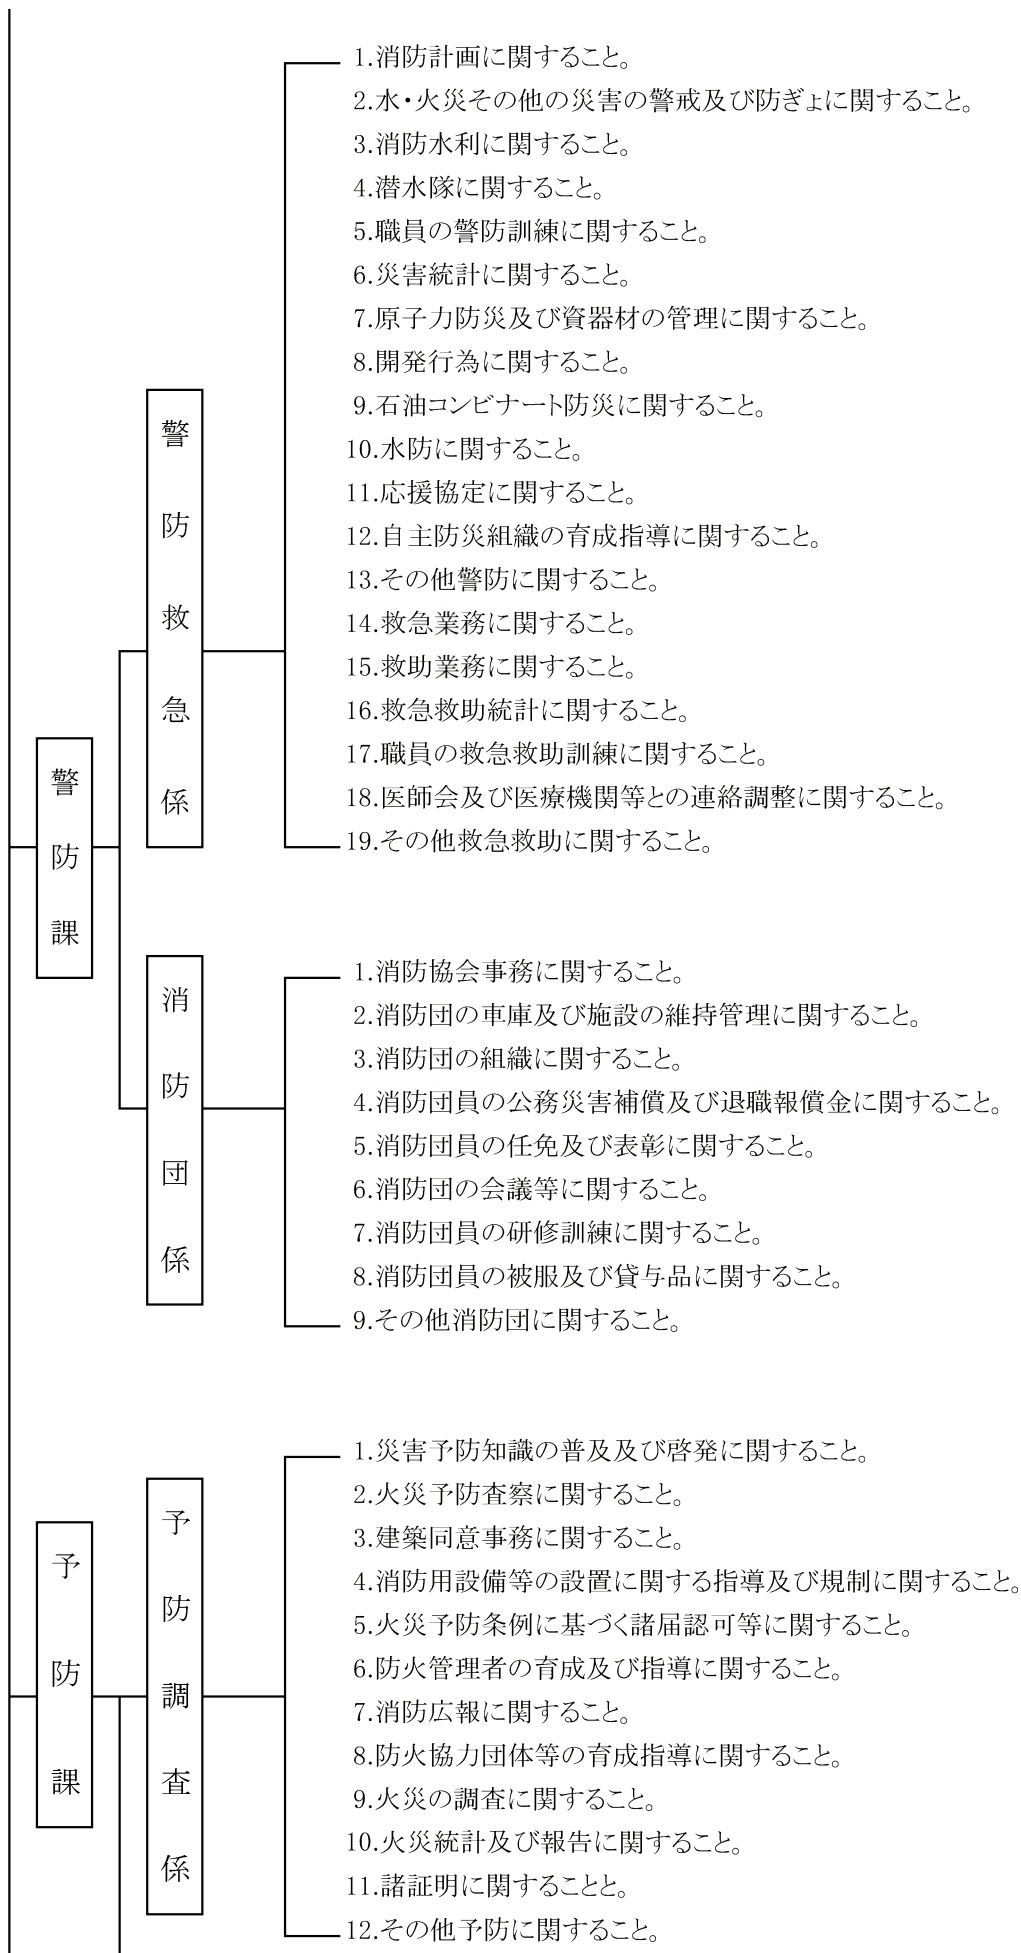 警防課
警防救急係
1.消防計画に関すること。
2.水・火災その他の災害の警戒及び防ぎょに関すること。
3.消防水利に関すること。
4.潜水隊に関すること。
5.職員の警防訓練に関すること。
6.災害統計に関すること。
7.原子力防災及び資器材の管理に関すること。
8.開発行為に関すること。
9.石油コンビナート防災に関すること。
10.水防に関すること。
11.応援協定に関すること。
12.自主防災組織の育成指導に関すること。
13.その他警防に関すること。
14.救急業務に関すること。
15.救助業務に関すること。
16.救急救助統計に関すること。
17.職員の救急救助訓練に関すること。
18.医師会及び医療機関等との連絡調整に関すること。
19.その他救急救助に関すること。
消防団係
1.消防協会事務に関すること。
2.消防団の車庫及び施設の維持管理に関すること。
3.消防団の組織に関すること。
4.消防団員の公務災害補償及び退職報償金に関すること。
5.消防団員の任免及び表彰に関すること。
6.消防団の会議等に関すること。
7.消防団員の研修訓練に関すること。
8.消防団員の被服及び貸与品に関すること。
9.その他消防団に関すること。
予防課
予防調査係
1.災害予防知識の普及及び啓発に関すること。
2.火災予防査察に関すること。
3.建築同意事務に関すること。
4.消防用設備等の設置に関する指導及び規制に関すること。
5.火災予防条例に基づく諸届認可等に関すること。
6.防火管理者の育成及び指導に関すること。
7.消防広報に関すること。
8.防火協力団体等の育成指導に関すること。
9.火災の調査に関すること。
10.火災統計及び報告に関すること。
11.諸証明に関することと。
12.その他予防に関すること。